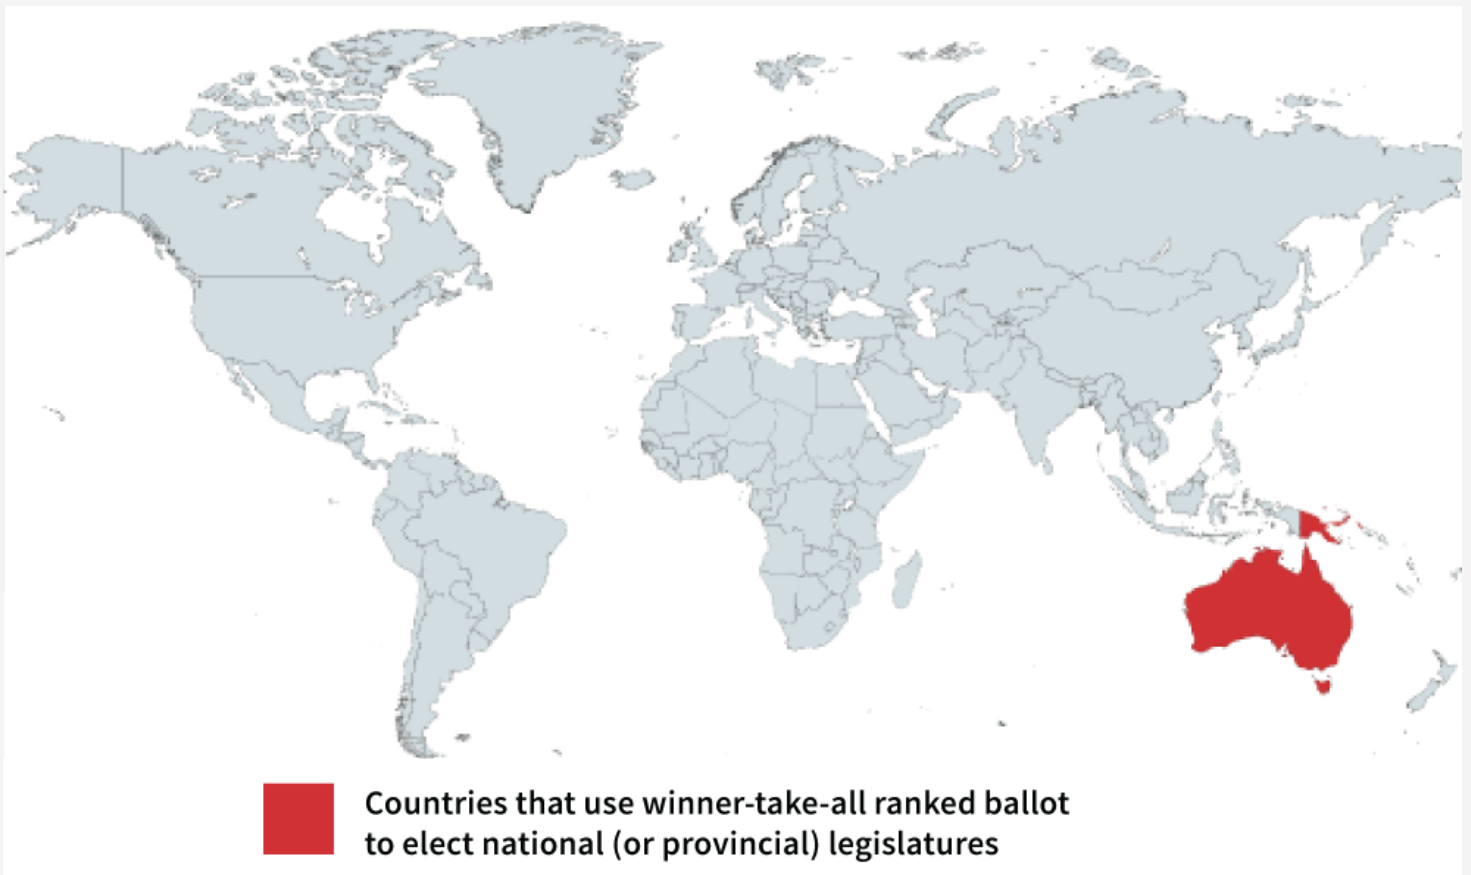 Countries that use winner-take-all ranked ballot
to elect national (or provincial) legislatures